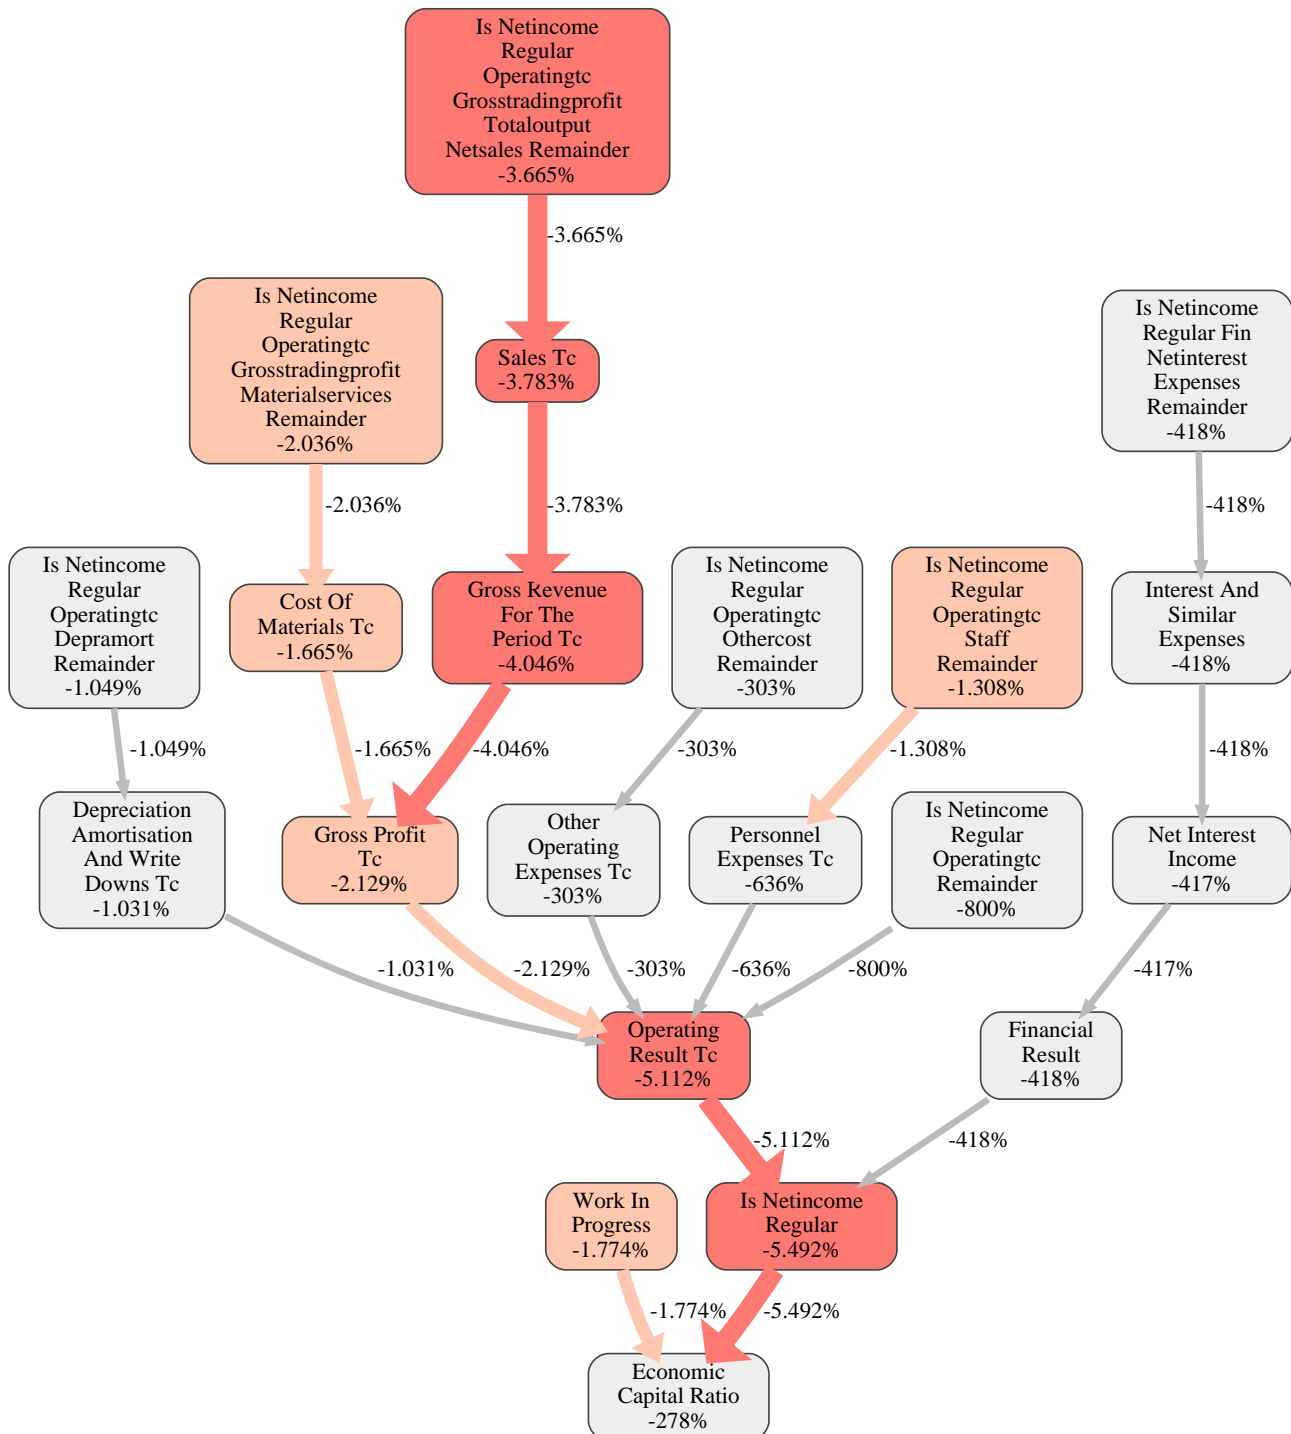 Is Netincome
Regular
Operatingtc
Grosstradingprofit
Totaloutput
Netsales Remainder
-3.665%
-3.665%
Is Netincome
Regular
Operatingtc
Grosstradingprofit
Materialservices
Remainder
-2.036%
Sales Tc
-3.783%
Is Netincome
Regular Fin
Netinterest
Expenses
Remainder
-418%
-2.036%
-3.783%
-418%
Is Netincome
Regular
Operatingtc
Depramort
Remainder
-1.049%
Cost Of
Materials Tc
-1.665%
Gross Revenue
For The
Period Tc
-4.046%
Is Netincome
Regular
Operatingtc
Othercost
Remainder
-303%
Is Netincome
Regular
Operatingtc
Staff
Remainder
-1.308%
Interest And
Similar
Expenses
-418%
-1.049%
-1.665%
-4.046%
-303%
-1.308%
-418%
Depreciation
Amortisation
And Write
Downs Tc
-1.031%
Gross Profit
Tc
-2.129%
Other
Operating
Expenses Tc
-303%
Personnel
Expenses Tc
-636%
Is Netincome
Regular
Operatingtc
Remainder
-800%
Net Interest
Income
-417%
-1.031%
-2.129%
-303%
-636%
-800%
-417%
Operating
Result Tc
-5.112%
Financial
Result
-418%
-5.112%
-418%
Work In
Progress
-1.774%
Is Netincome
Regular
-5.492%
-1.774%
-5.492%
Economic
Capital Ratio
-278%